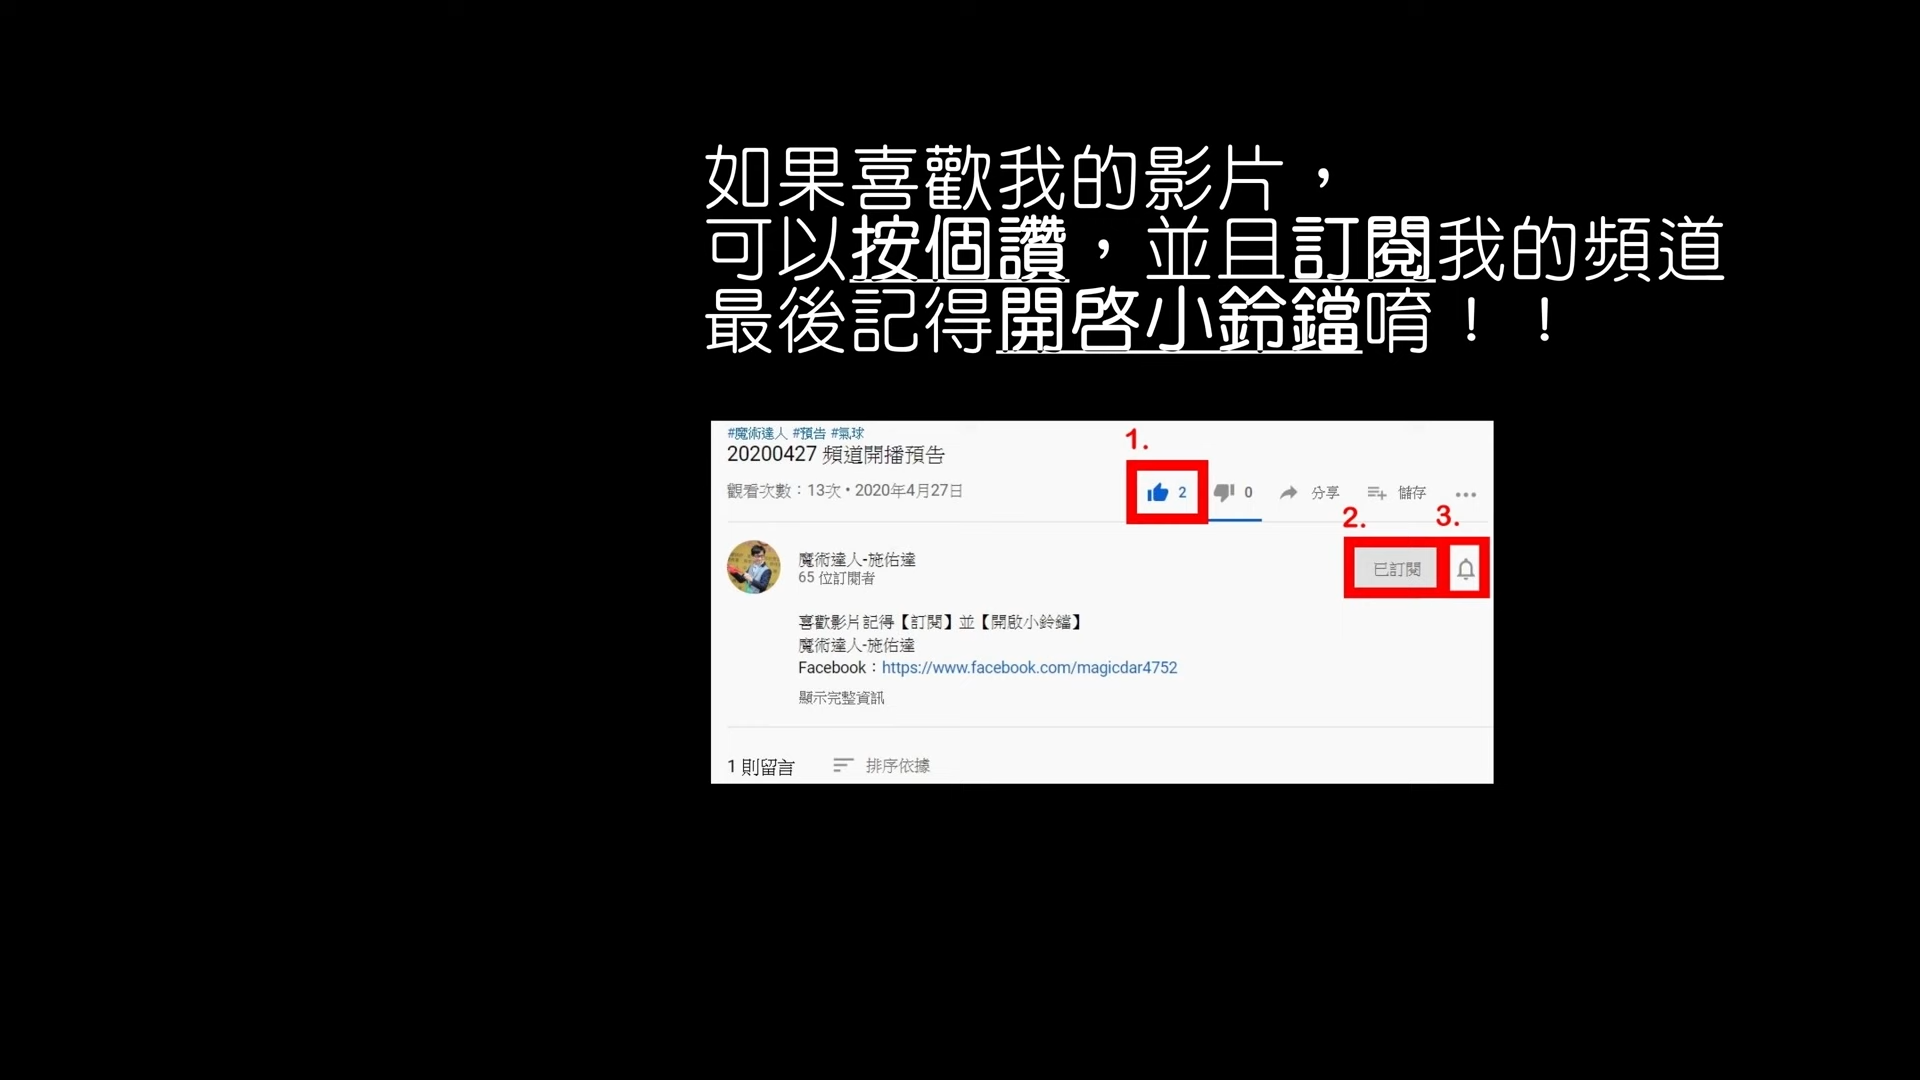 如果喜歡我的影片，
可以按個讚，並且訂閱我的頻道
最後記得開啓小鈴鐺唷！！
#魔術達人 #預告 #氣球
20200427 頻道開播預告
觀看次數：13次 • 2020年4月27日
1.
2
0
分享
儲存
2.
3.
魔術達人-施佑達
65 位訂閱者
已訂閱
喜歡影片記得【訂閱】並【開啟小鈴鐺】
魔術達人-施佑達
Facebook：https://www.facebook.com/magicdar4752
顯示完整資訊
1 則留言
排序依據